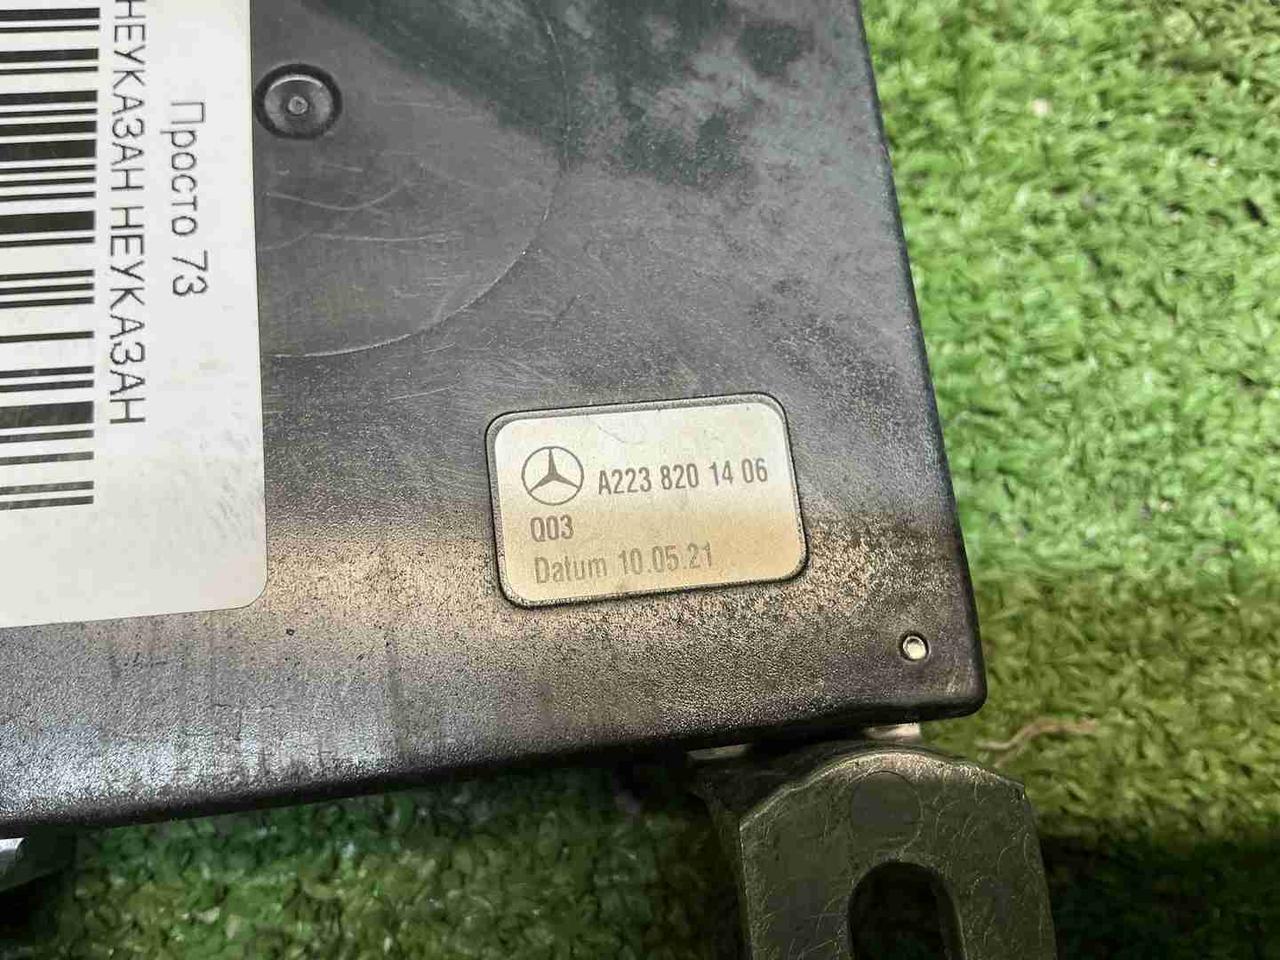 НЕУКАЗАН НЕУКАЗАН
Просто 73
A223 820 14 06
Q03
Datum 10.05.21